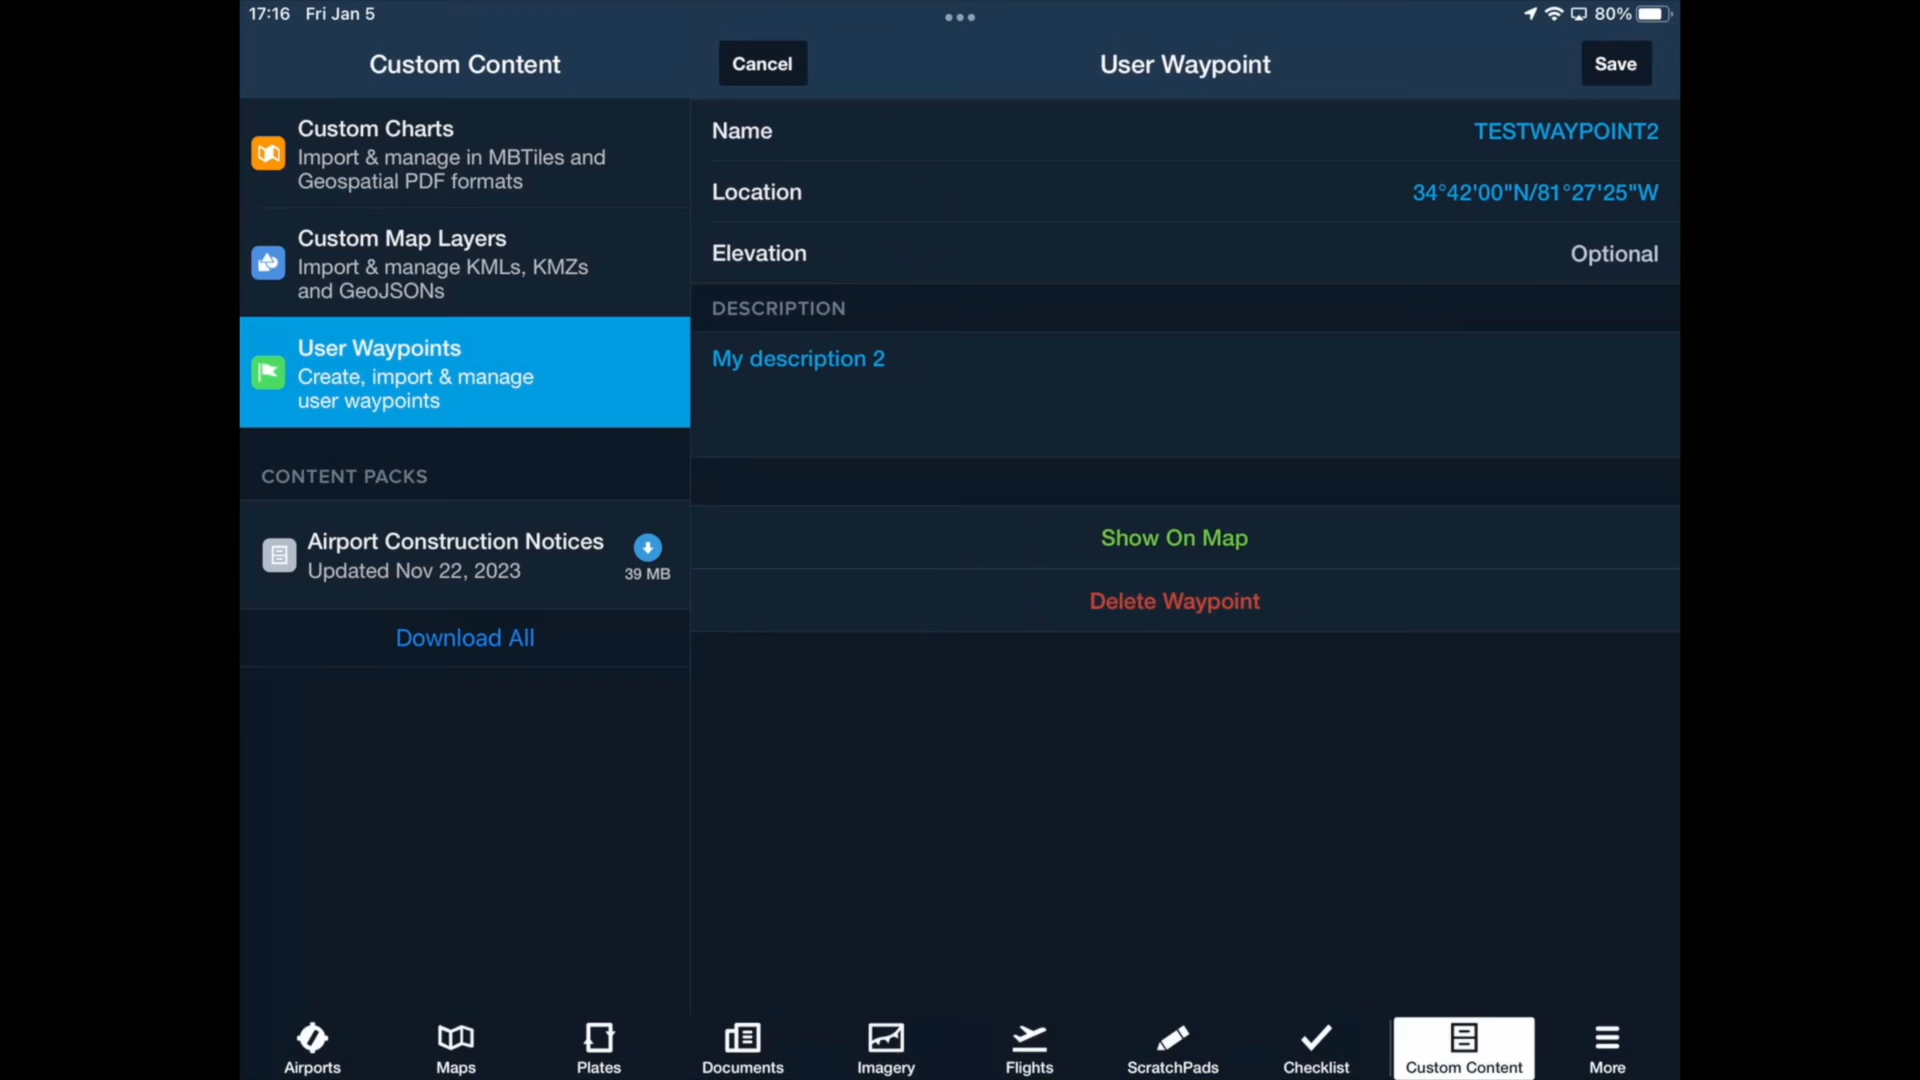 17:16 Fri Jan 5
80%
Custom Content
Cancel
User Waypoint
Save
Custom Charts
Import & manage in MBTiles and
Geospatial PDF formats
Custom Map Layers
Import & manage KMLs, KMZs
and GeoJSONs
User Waypoints
Create, import & manage
user waypoints
CONTENT PACKS
Airport Construction Notices
Updated Nov 22, 2023
39 MB
Download All
Name
TESTWAYPOINT2
Location
34°42'00"N/81°27'25"W
Elevation
Optional
DESCRIPTION
My description 2
Show On Map
Delete Waypoint
Airports
Maps
Plates
Documents
Imagery
Flights
ScratchPads
Checklist
Custom Content
More